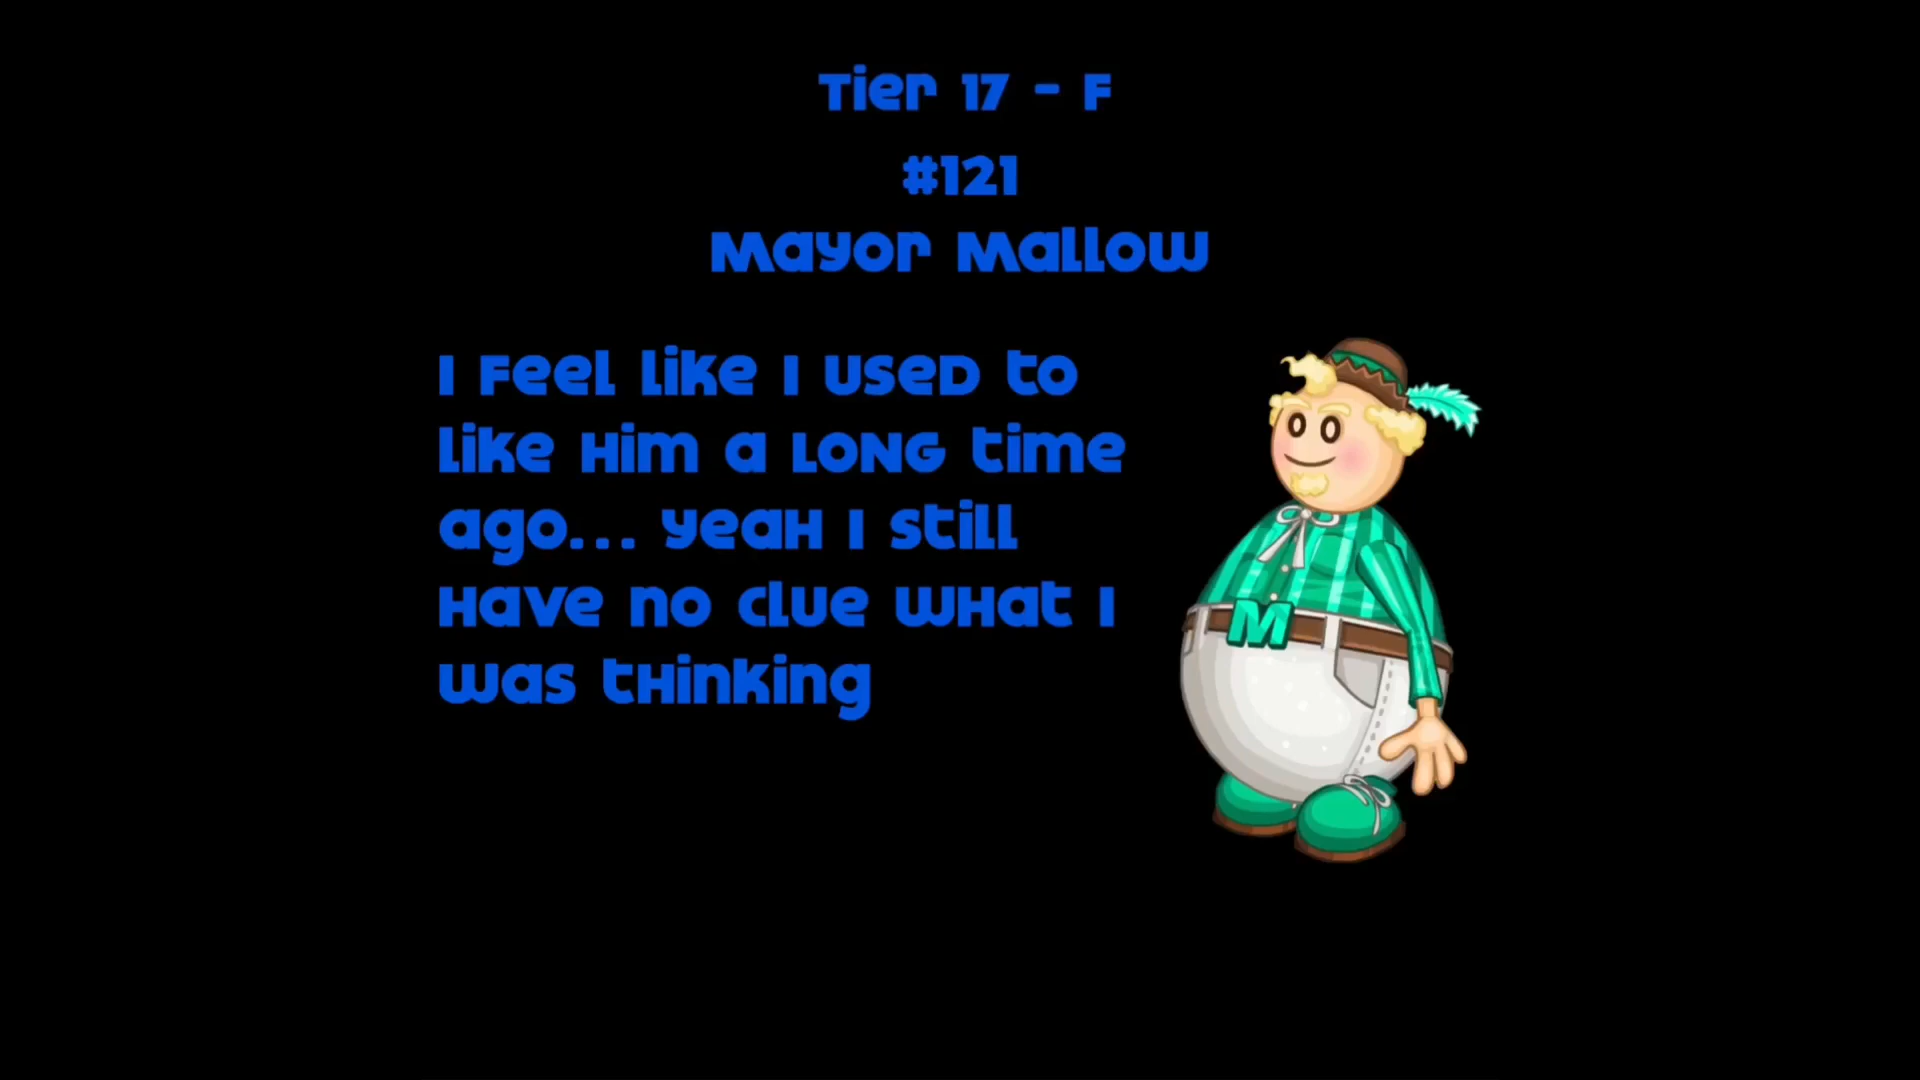 Tier 17 - F
#121
Mayor Mallow
I feel like I used to
like him a LONG time
ago... yeah I still
have no clue what I
was thinking
M